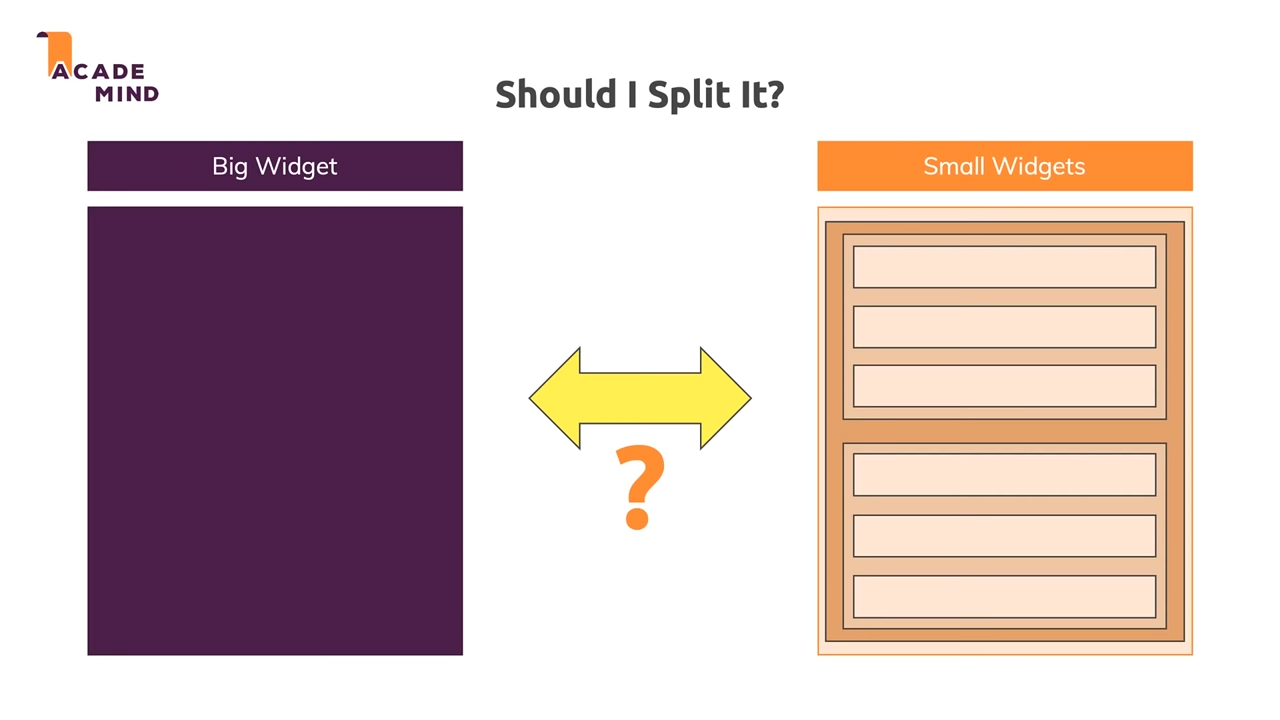 ACADE
MIND
Should I Split It?
Big Widget
Small Widgets
?